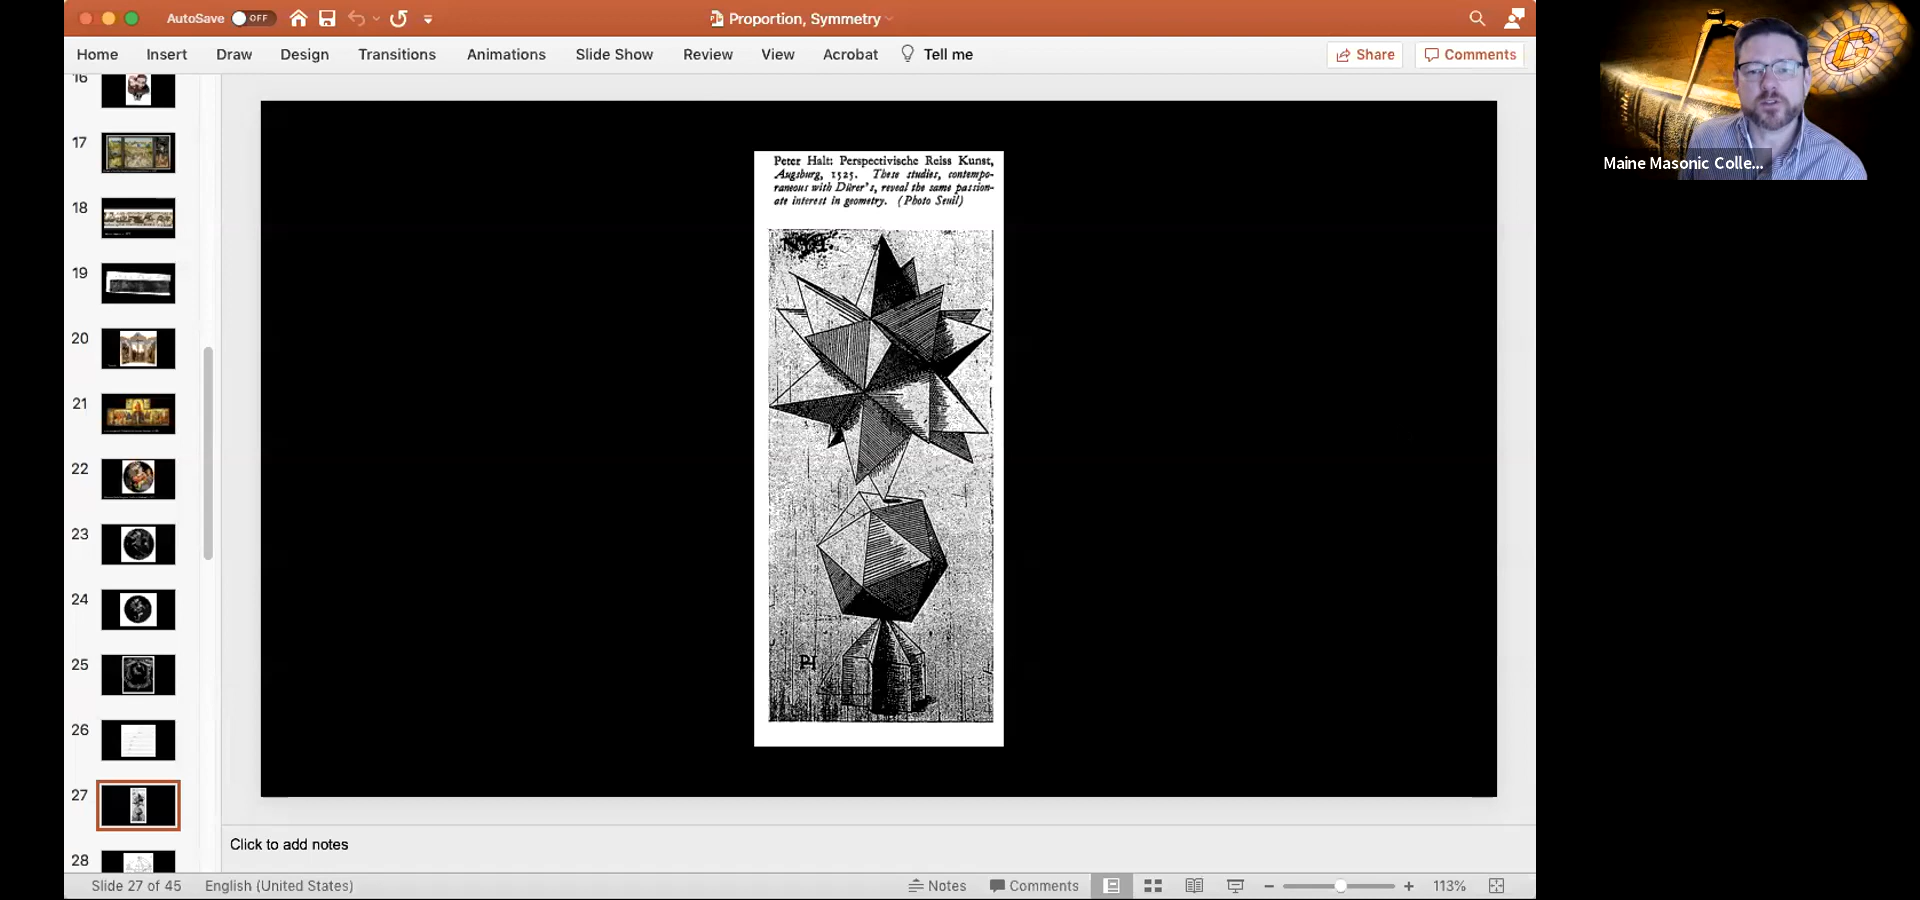 AutoSave OFF
Proportion, Symmetry
Home Insert Draw Design Transitions Animations Slide Show Review View Acrobat Tell me
Share Comments
16
17
18
19
20
21
22
23
24
25
26
27
28
Peter Halt: Perspectivische Reiss Kunst,
Augsburg, 1525. These studies, contempo-
raneous with Dürer's, reveal the same passion-
ate interest in geometry. (Photo Seuil)
PH
Click to add notes
Slide 27 of 45 English (United States)
Notes Comments 113%
G
Maine Masonic Colle...